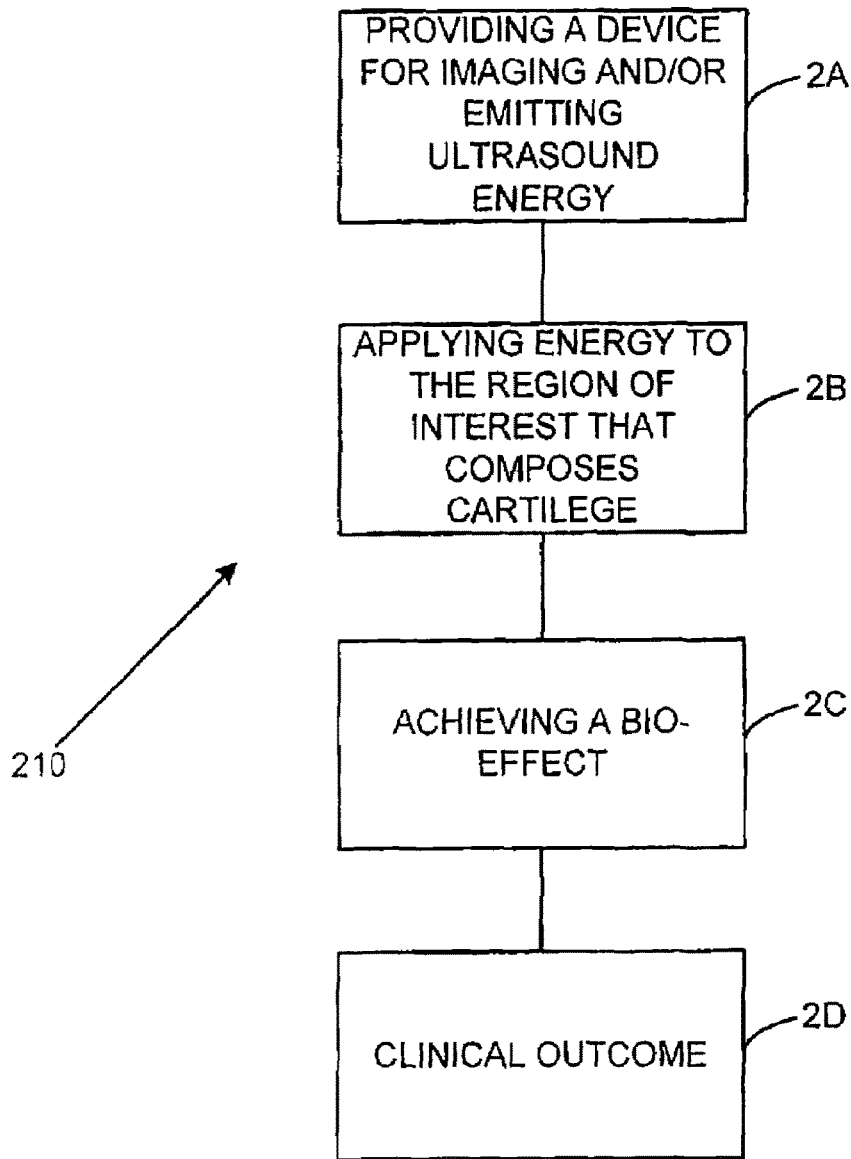 PROVIDING A DEVICE
FOR IMAGING AND/OR
EMITTING
ULTRASOUND
ENERGY
2A
APPLYING ENERGY TO
THE REGION OF
INTEREST THAT
COMPOSES
CARTILEGE
2B
ACHIEVING A BIO-
EFFECT
2C
210
CLINICAL OUTCOME
2D